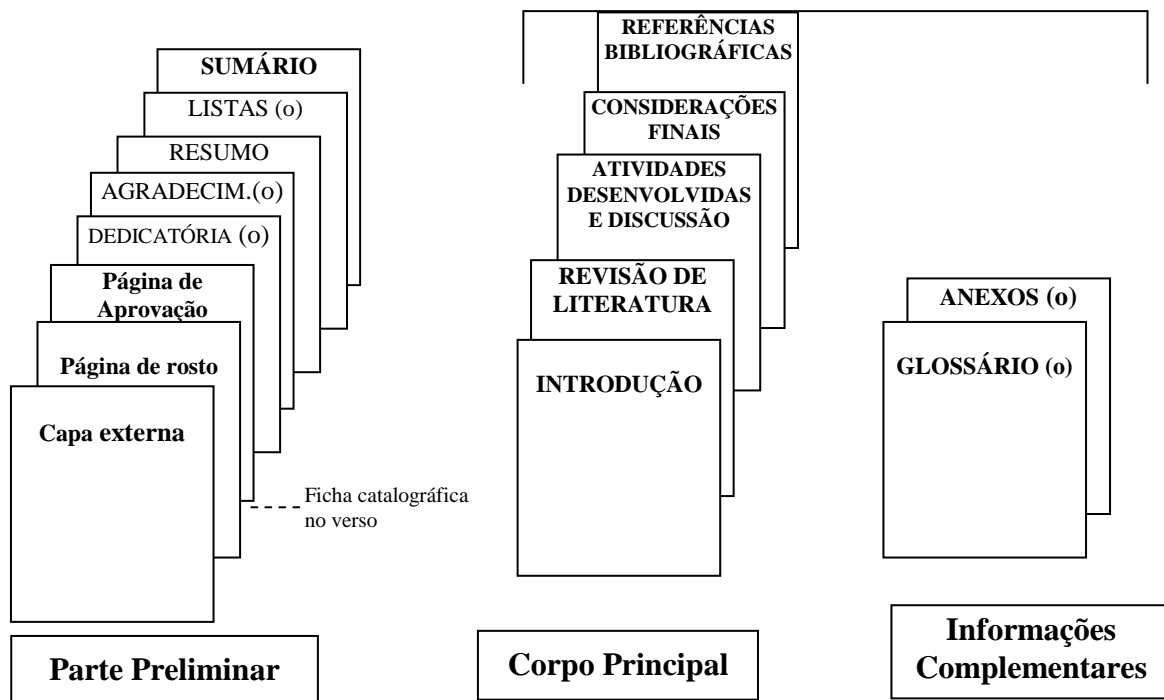 SUMÁRIO
LISTAS (o)
RESUMO
AGRADECIM.(o)
DEDICATÓRIA (o)
Página de
Aprovação
Página de rosto
Capa externa
Ficha catalográfica
no verso
Parte Preliminar
REFERÊNCIAS
BIBLIOGRÁFICAS
CONSIDERAÇÕES
FINAIS
ATIVIDADES
DESENVOLVIDAS
E DISCUSSÃO
REVISÃO DE
LITERATURA
INTRODUÇÃO
Corpo Principal
ANEXOS (o)
GLOSSÁRIO (o)
Informações
Complementares